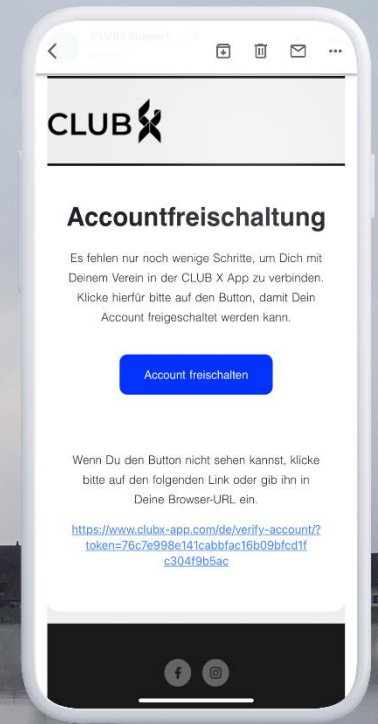 CLUBX Support
CLUB X
Accountfreischaltung
Es fehlen nur noch wenige Schritte, um Dich mit
Deinem Verein in der CLUB X App zu verbinden.
Klicke hierfür bitte auf den Button, damit Dein
Account freigeschaltet werden kann.
Account freischalten
Wenn Du den Button nicht sehen kannst, klicke
bitte auf den folgenden Link oder gib ihn in
Deine Browser-URL ein.
https://www.clubx-app.com/de/verify-account/?
token=76c7e998e141cabbfac16b09bfcd1f
c304f9b5ac